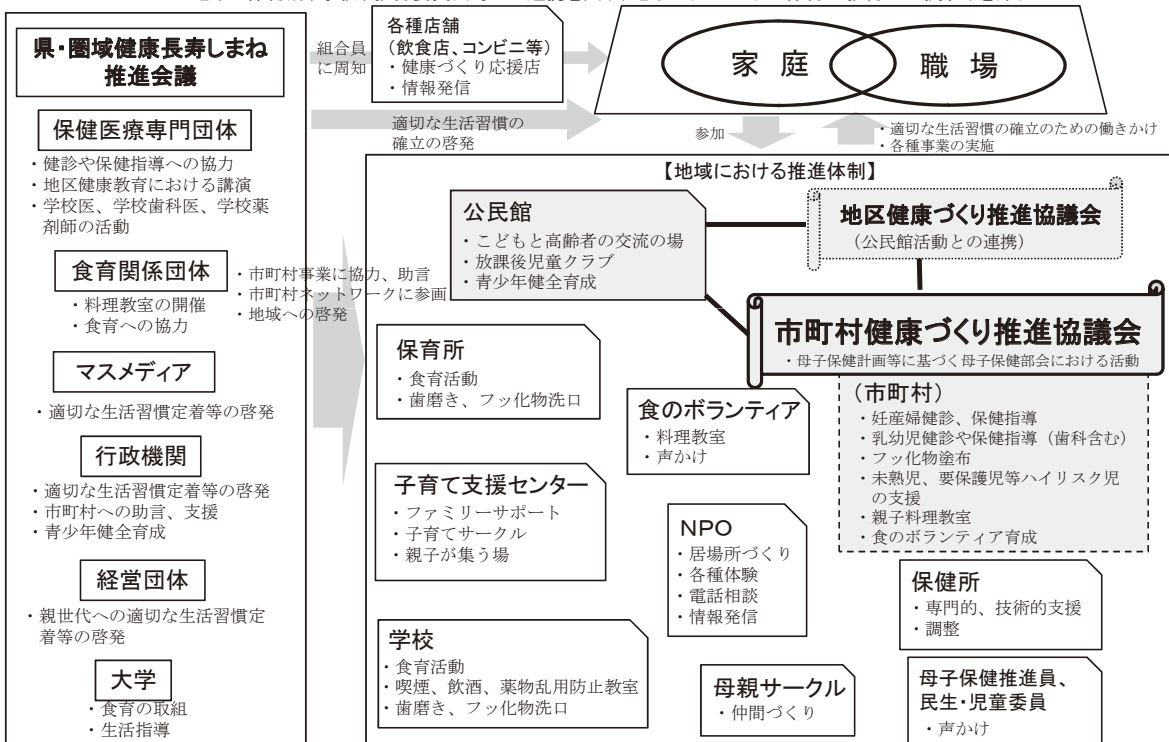 県・圏域健康長寿しまね
推進会議
保健医療専門団体
・健診や保健指導への協力
・地区健康教育における講演
・学校医、学校歯科医、学校薬
剤師の活動
食育関係団体
・料理教室の開催
・食育への協力
マスメディア
・適切な生活習慣定着等の啓発
行政機関
・適切な生活習慣定着等の啓発
・市町村への助言、支援
・青少年健全育成
経営団体
・親世代への適切な生活習慣定
着等の啓発
大学
・食育の取組
・生活指導
組合員
に周知
各種店舗
(飲食店、コンビニ等)
・健康づくり応援店
・情報発信
適切な生活習慣の
確立の啓発
家庭
職場
参加
・適切な生活習慣の確立のための働きかけ
・各種事業の実施
・市町村事業に協力、助言
・市町村ネットワークに参画
・地域への啓発
【地域における推進体制】
公民館
・こどもと高齢者の交流の場
・放課後児童クラブ
・青少年健全育成
地区健康づくり推進協議会
(公民館活動との連携)
市町村健康づくり推進協議会
・母子保健計画等に基づく母子保健部会における活動
(市町村)
・妊産婦健診、保健指導
・乳幼児健診や保健指導(歯科含む)
・フッ化物塗布
・未熟児、要保護児等ハイリスク児
の支援
・親子料理教室
・食のボランティア育成
保育所
・食育活動
・歯磨き、フッ化物洗口
食のボランティア
・料理教室
・声かけ
子育て支援センター
・ファミリーサポート
・子育てサークル
・親子が集う場
NPO
・居場所づくり
・各種体験
・電話相談
・情報発信
保健所
・専門的、技術的支援
・調整
学校
・食育活動
・喫煙、飲酒、薬物乱用防止教室
・歯磨き、フッ化物洗口
母親サークル
・仲間づくり
母子保健推進員、
民生・児童委員
・声かけ